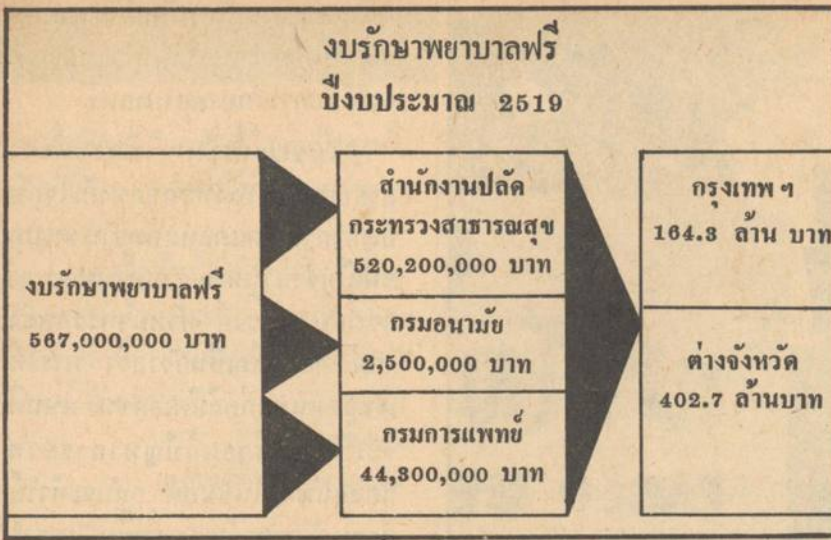 งบรักษาพยาบาลฟรี
ปีงบประมาณ 2519
งบรักษาพยาบาลฟรี
567,000,000 บาท
สำนักงานปลัด
กระทรวงสาธารณสุข
520,200,000 บาท
กรมอนามัย
2,500,000 บาท
กรมการแพทย์
44,300,000 บาท
กรุงเทพ ฯ
164.3 ล้าน บาท
ต่างจังหวัด
402.7 ล้านบาท